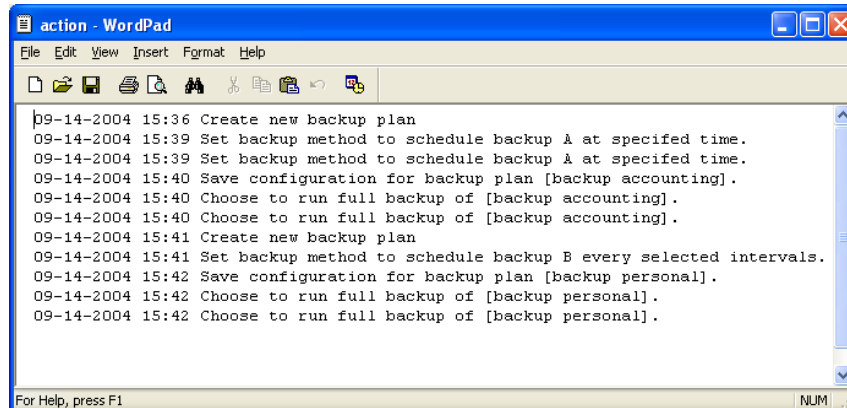 action - WordPad
File Edit View Insert Format Help
09-14-2004 15:36 Create new backup plan
09-14-2004 15:39 Set backup method to schedule backup A at specifed time.
09-14-2004 15:39 Set backup method to schedule backup A at specifed time.
09-14-2004 15:40 Save configuration for backup plan [backup accounting].
09-14-2004 15:40 Choose to run full backup of [backup accounting].
09-14-2004 15:40 Choose to run full backup of [backup accounting].
09-14-2004 15:41 Create new backup plan
09-14-2004 15:41 Set backup method to schedule backup B every selected intervals.
09-14-2004 15:42 Save configuration for backup plan [backup personal].
09-14-2004 15:42 Choose to run full backup of [backup personal].
09-14-2004 15:42 Choose to run full backup of [backup personal].
For Help, press F1 NUM